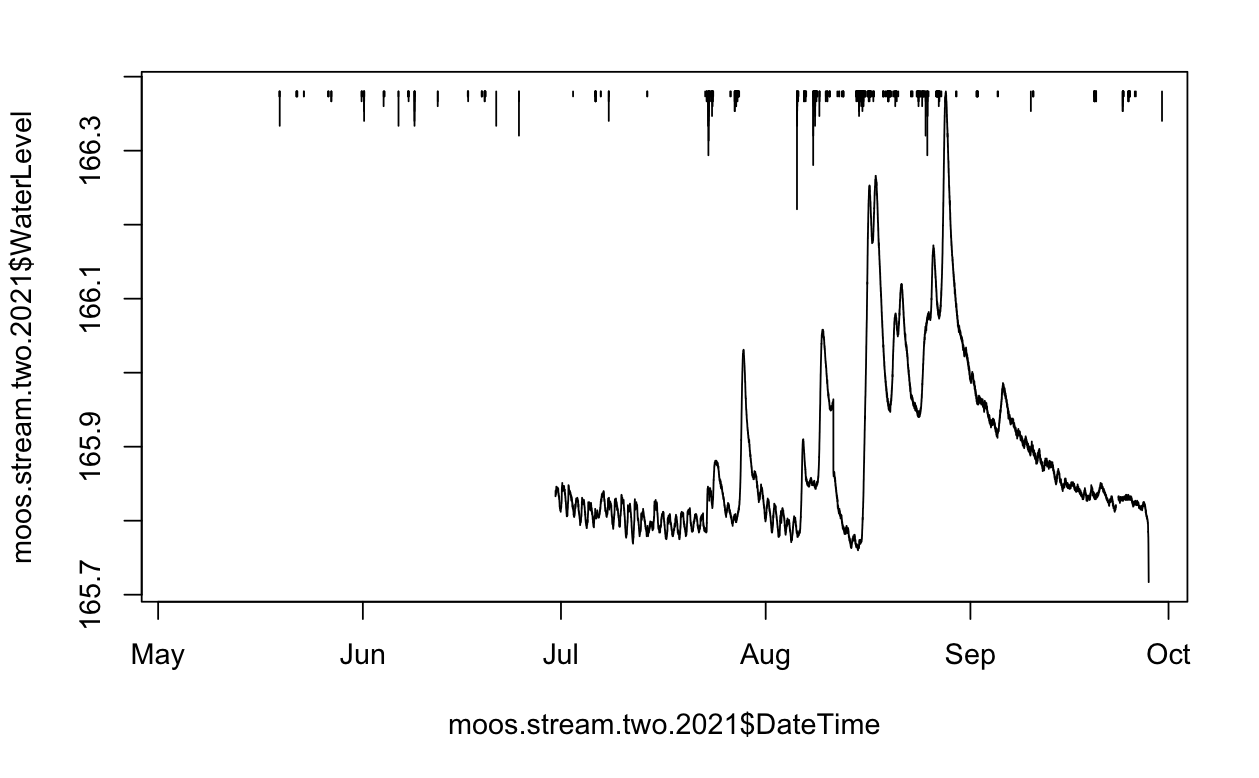 moos.stream.two.2021$WaterLevel
166.3
166.1
165.9
165.7
May Jun Jul Aug Sep Oct
moos.stream.two.2021$DateTime